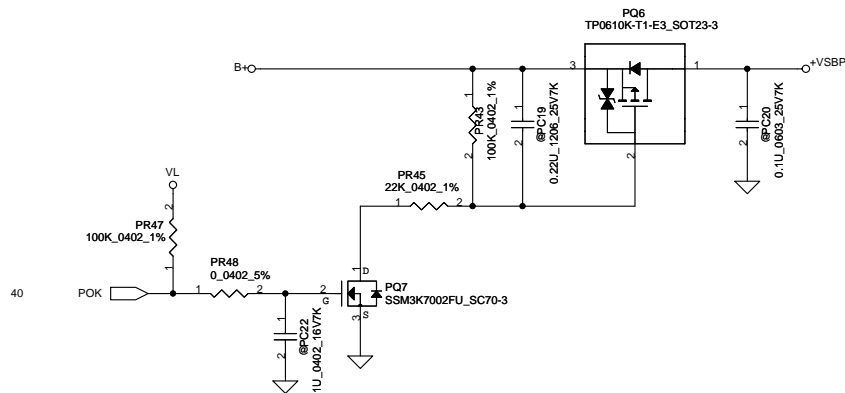 PQ6
TP0610K-T1-E3_SOT23-3
B+
3
1
+VSBP
1
2
PR43
100K_0402_1%
1
2
@PC19
0.22U_1206_25V7K
2
1
2
@PC20
0.1U_0603_25V7K
VL
PR45
22K_0402_1%
1
2
2
PR47
100K_0402_1%
1
PR48
0_0402_5%
40
POK
1
2
2
G
1
D
3
S
PQ7
SSM3K7002FU_SC70-3
1
2
@PC22
1U_0402_16V7K